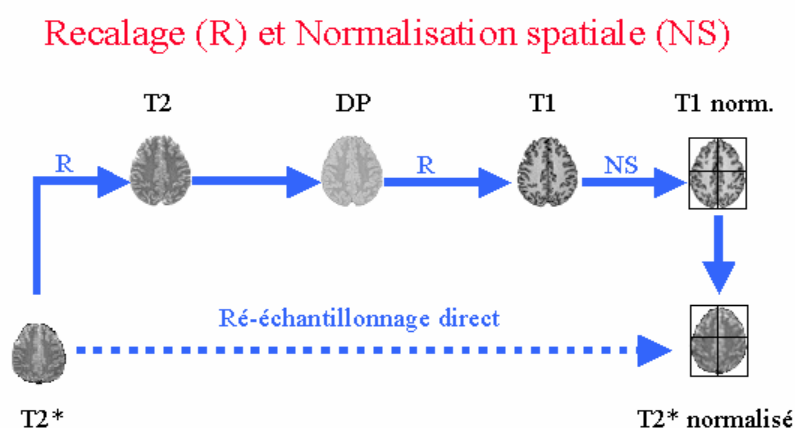 Recalage (R) et Normalisation spatiale (NS)
T2 DP T1 T1 norm.
R R NS
Ré-échantillonnage direct
T2* T2* normalisé